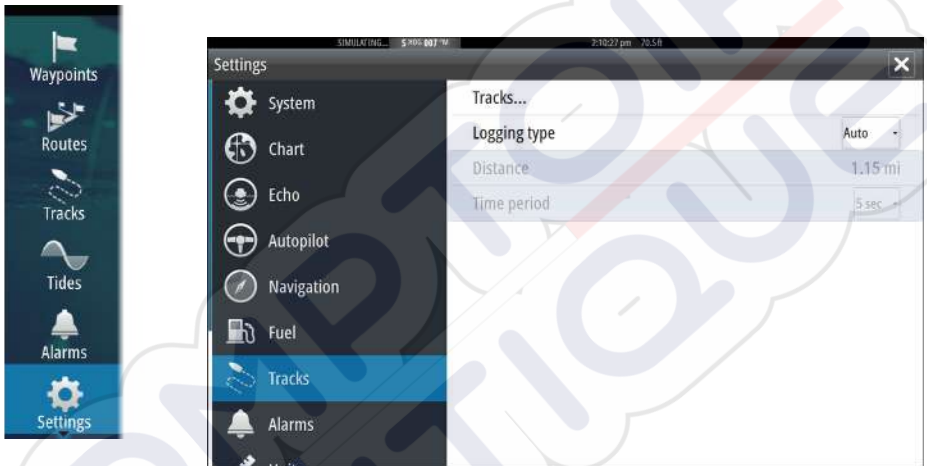 Waypoints
Routes
Tracks
Tides
Alarms
Settings
SIMULATING...
2:10:27 pm 70.5ft
Settings
System
Chart
Echo
Autopilot
Navigation
Fuel
Tracks
Alarms
Tracks...
Logging type Auto
Distance 1.15 mi
Time period 5 sec
COMPTOIR